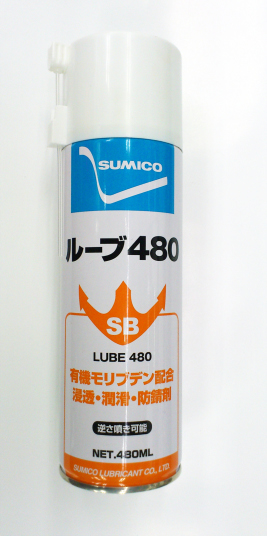 SUMICO
ルーブ480
SB
LUBE 480
有機モリブデン配合
浸透・潤滑・防錆剤
逆さ噴き可能
NET.480ML
SUMICO LUBRICANT CO., LTD.